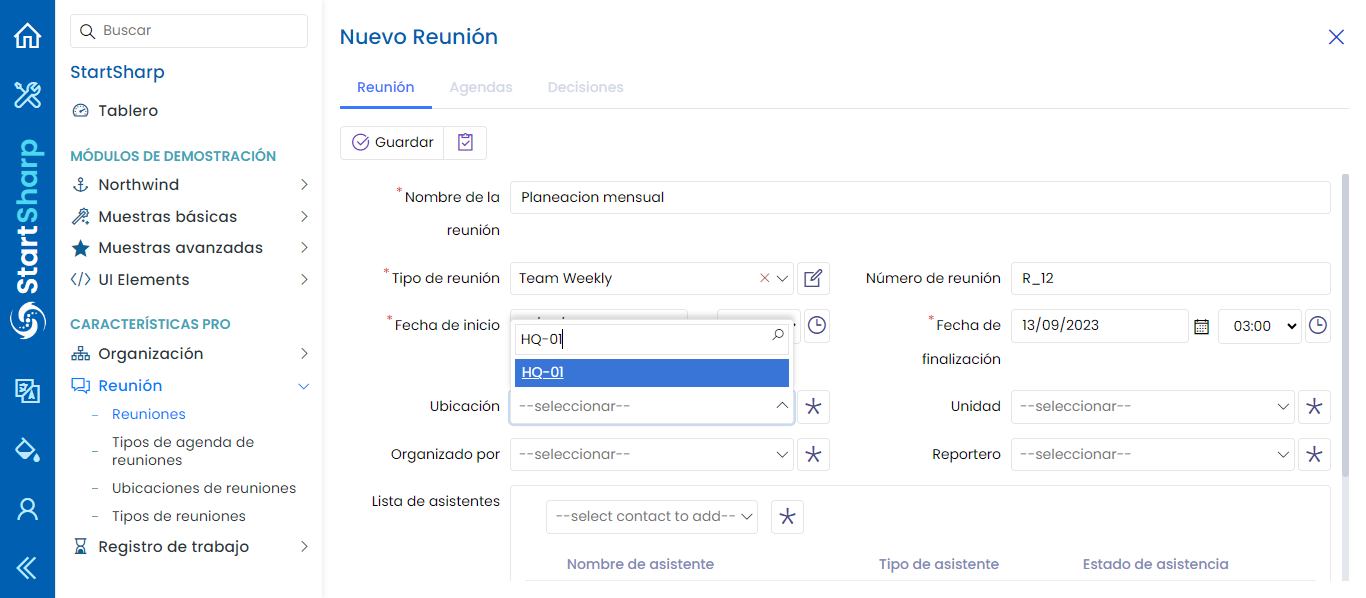 Buscar
StartSharp
Tablero
MÓDULOS DE DEMOSTRACIÓN
Northwind
Muestras básicas
Muestras avanzadas
UI Elements
CARACTERÍSTICAS PRO
Organización
Reunión
Reuniones
Tipos de agenda de
reuniones
Ubicaciones de reuniones
Tipos de reuniones
Registro de trabajo
StartSharp
Nuevo Reunión
Reunión Agendas Decisiones
Guardar
*Nombre de la
reunión
Planeacion mensual
*Tipo de reunión Team Weekly
Número de reunión R_12
*Fecha de inicio
*Fecha de
finalización
13/09/2023 03:00
HQ-01
HQ-01
Ubicación --seleccionar--
Unidad --seleccionar--
Organizado por --seleccionar--
Reportero --seleccionar--
Lista de asistentes
--select contact to add--
Nombre de asistente Tipo de asistente Estado de asistencia